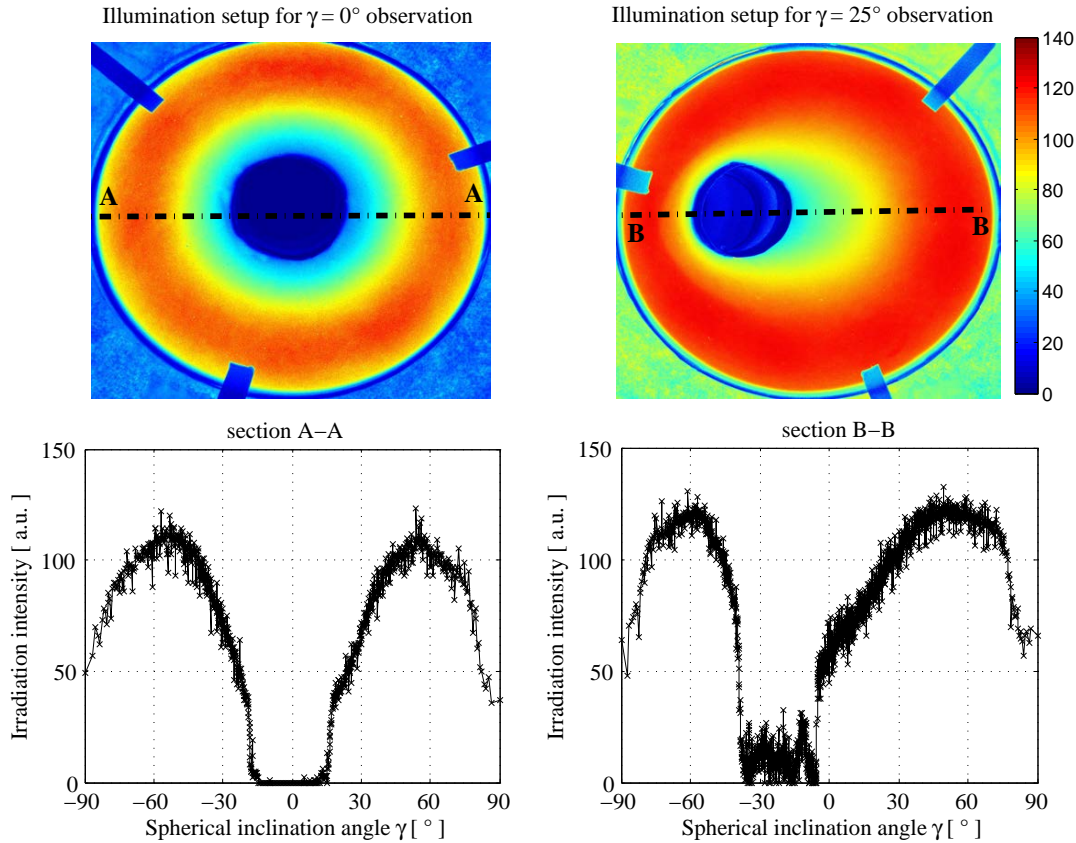 Illumination setup for γ = 0° observation
Illumination setup for γ = 25° observation
A
A
B
B
140
120
100
80
60
40
20
0
section A−A
150
100
50
0
−90
−60
−30
0
30
60
90
Irradiation intensity [ a.u. ]
Spherical inclination angle γ [ ° ]
section B−B
150
100
50
0
−90
−60
−30
0
30
60
90
Irradiation intensity [ a.u. ]
Spherical inclination angle γ [ ° ]